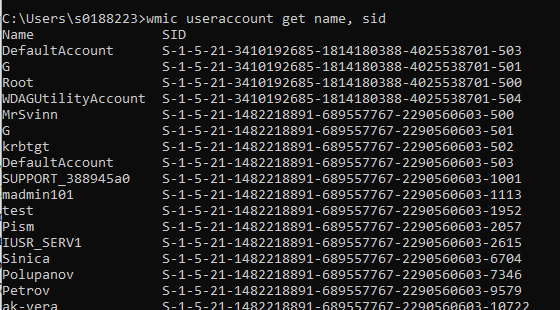 C:\Users\s0188223>wmic useraccount get name, sid
Name SID
DefaultAccount S-1-5-21-3410192685-1814180388-4025538701-503
G S-1-5-21-3410192685-1814180388-4025538701-501
Root S-1-5-21-3410192685-1814180388-4025538701-500
WDAGUtilityAccount S-1-5-21-3410192685-1814180388-4025538701-504
MrSvinn S-1-5-21-1482218891-689557767-2290560603-500
G S-1-5-21-1482218891-689557767-2290560603-501
krbtgt S-1-5-21-1482218891-689557767-2290560603-502
DefaultAccount S-1-5-21-1482218891-689557767-2290560603-503
SUPPORT_388945a0 S-1-5-21-1482218891-689557767-2290560603-1001
madmin101 S-1-5-21-1482218891-689557767-2290560603-1113
test S-1-5-21-1482218891-689557767-2290560603-1952
Pism S-1-5-21-1482218891-689557767-2290560603-2057
IUSR_SERV1 S-1-5-21-1482218891-689557767-2290560603-2615
Sinica S-1-5-21-1482218891-689557767-2290560603-6704
Polupanov S-1-5-21-1482218891-689557767-2290560603-7346
Petrov S-1-5-21-1482218891-689557767-2290560603-9579
ak-vera S-1-5-21-1482218891-689557767-2290560603-10722